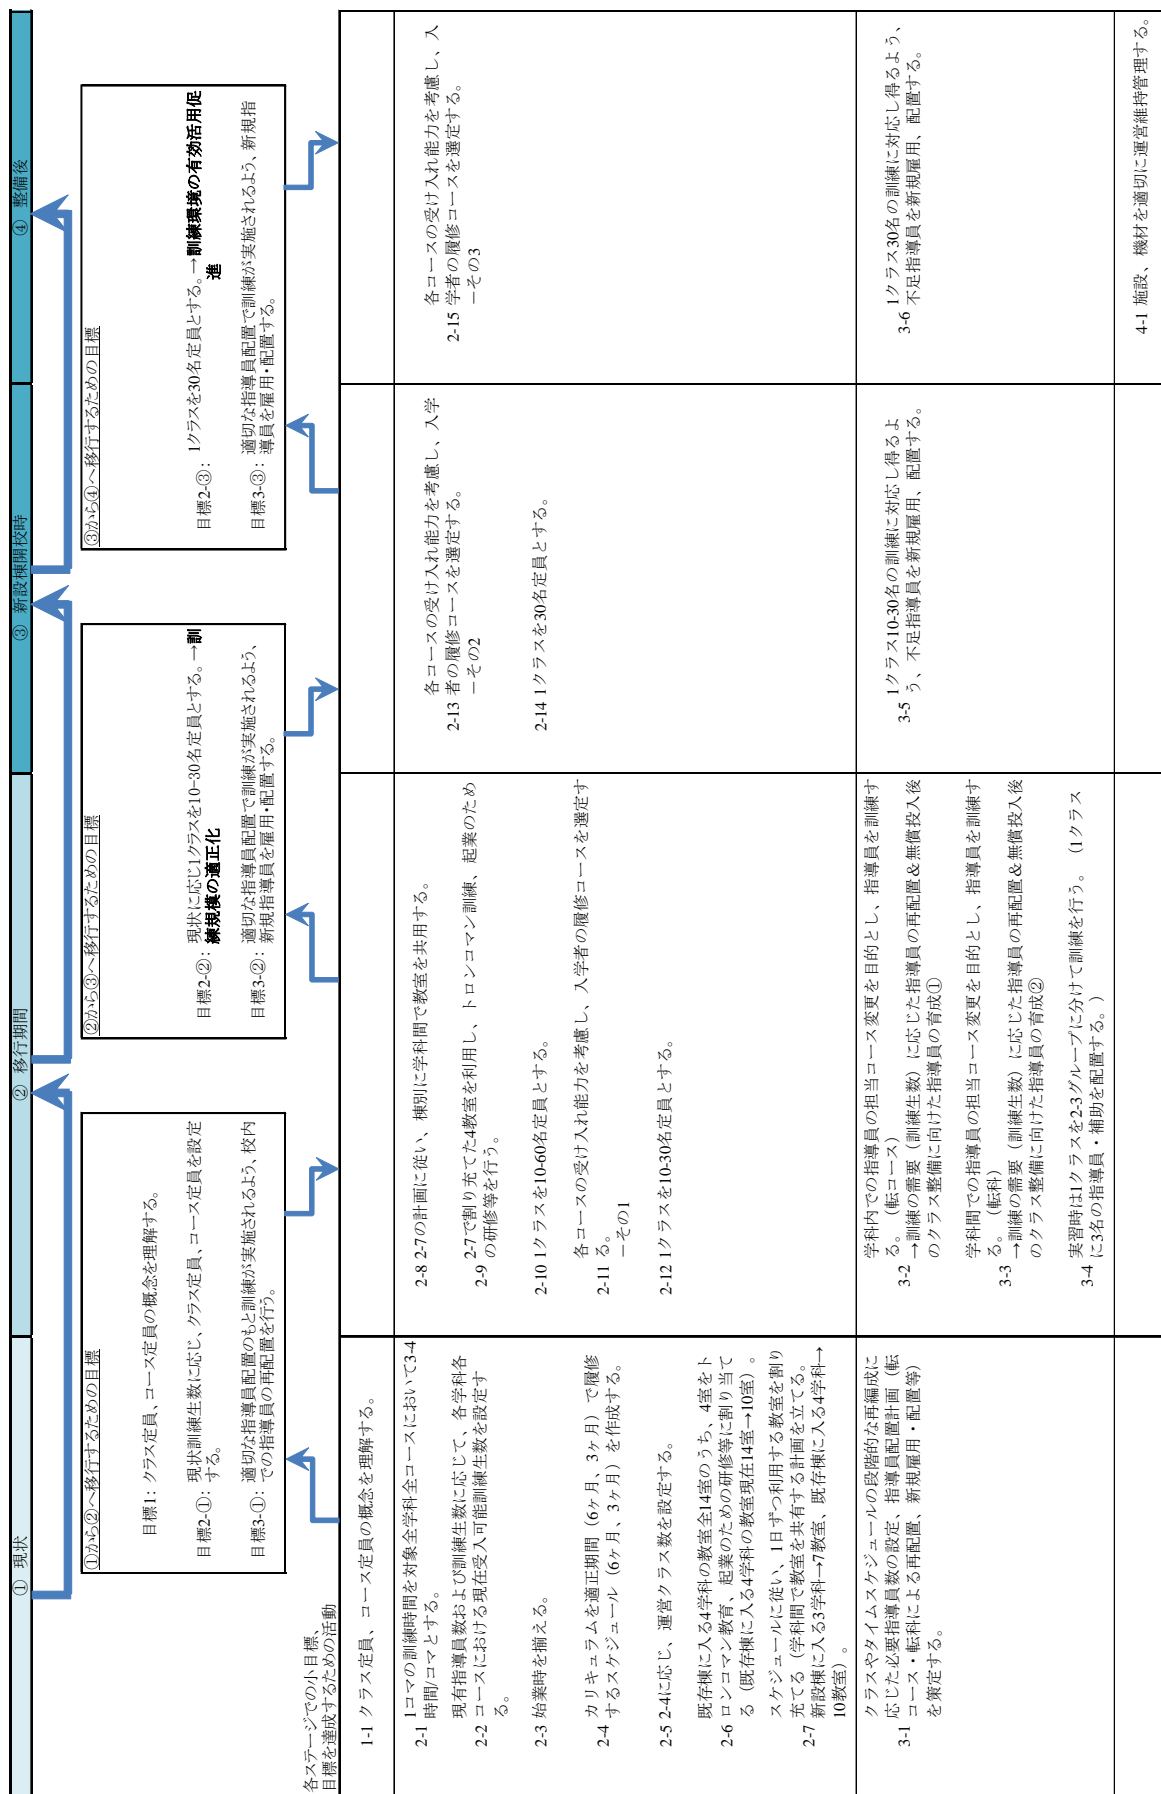 ① 現状
② 移行期間
③ 新設棟開校時
④ 整備後
①から②へ移行するための目標
目標1: クラス定員、コース定員の概念を理解する。
目標2-①: 現状訓練生数に応じ、クラス定員、コース定員を設定
する。
目標3-①: 適切な指導員配置のもと訓練が実施されるよう、校内
での指導員の再配置を行う。
②から③へ移行するための目標
目標2-②: 現状に応じ1クラスを10-30名定員とする。→訓
練規模の適正化
目標3-②: 適切な指導員配置で訓練が実施されるよう、
新規指導員を雇用・配置する。
③から④へ移行するための目標
目標2-③: 1クラスを30名定員とする。→訓練環境の有効活用促
進
目標3-③: 適切な指導員配置で訓練が実施されるよう、新規指
導員を雇用・配置する。
各ステージでの小目標、
目標を達成するための活動
1-1 クラス定員、コース定員の概念を理解する。
2-1 1コマの訓練時間を対象全学科全コースにおいて3-4
時間/コマとする。
2-2 現有指導員数および訓練生数に応じて、各学科各
コースにおける現在受入可能訓練生数を設定す
る。
2-3 始業時を揃える。
2-4 カリキュラムを適正期間（6ヶ月、3ヶ月）で履修
するスケジュール（6ヶ月、3ヶ月）を作成する。
2-5 2-4に応じ、運営クラス数を設定する。
2-6 既存棟に入る4学科の教室全14室のうち、4室をト
ロンコマン教育、起業のための研修等に割り当て
る（既存棟に入る4学科の教室現在14室→10室）。
2-7 スケジュールに従い、1日ずつ利用する教室を割り
充てる（学科間で教室を共有する計画を立てる。
新設棟に入る3学科→7教室、既存棟に入る4学科→
10教室）。
2-8 2-7の計画に従い、棟別に学科間で教室を共用する。
2-9 2-7で割り充てた4教室を利用し、トロンコマン訓練、起業のため
の研修等を行う。
2-10 1クラスを10-60名定員とする。
2-11 各コースの受け入れ能力を考慮し、入学者の履修コースを選定す
る。
－その1
2-12 1クラスを10-30名定員とする。
2-13 各コースの受け入れ能力を考慮し、入学
者の履修コースを選定する。
－その2
2-14 1クラスを30名定員とする。
2-15 各コースの受け入れ能力を考慮し、入
学者の履修コースを選定する。
－その3
3-1 クラスやタイムスケジュールの段階的な再編成に
応じた必要指導員数の設定、指導員配置計画（転
コース・転科による再配置、新規雇用・配置等）
を策定する。
3-2 学科内での指導員の担当コース変更を目的とし、指導員を訓練す
る。（転コース）
→訓練の需要（訓練生数）に応じた指導員の再配置＆無償投入後
のクラス整備に向けた指導員の育成①
3-3 学科間での指導員の担当コース変更を目的とし、指導員を訓練す
る。（転科）
→訓練の需要（訓練生数）に応じた指導員の再配置＆無償投入後
のクラス整備に向けた指導員の育成②
3-4 実習時は1クラスを2-3グループに分けて訓練を行う。（1クラス
に3名の指導員・補助を配置する。）
3-5 1クラス10-30名の訓練に対応し得るよ
う、不足指導員を新規雇用、配置する。
3-6 1クラス30名の訓練に対応し得るよう、
不足指導員を新規雇用、配置する。
4-1 施設、機材を適切に運営維持管理する。